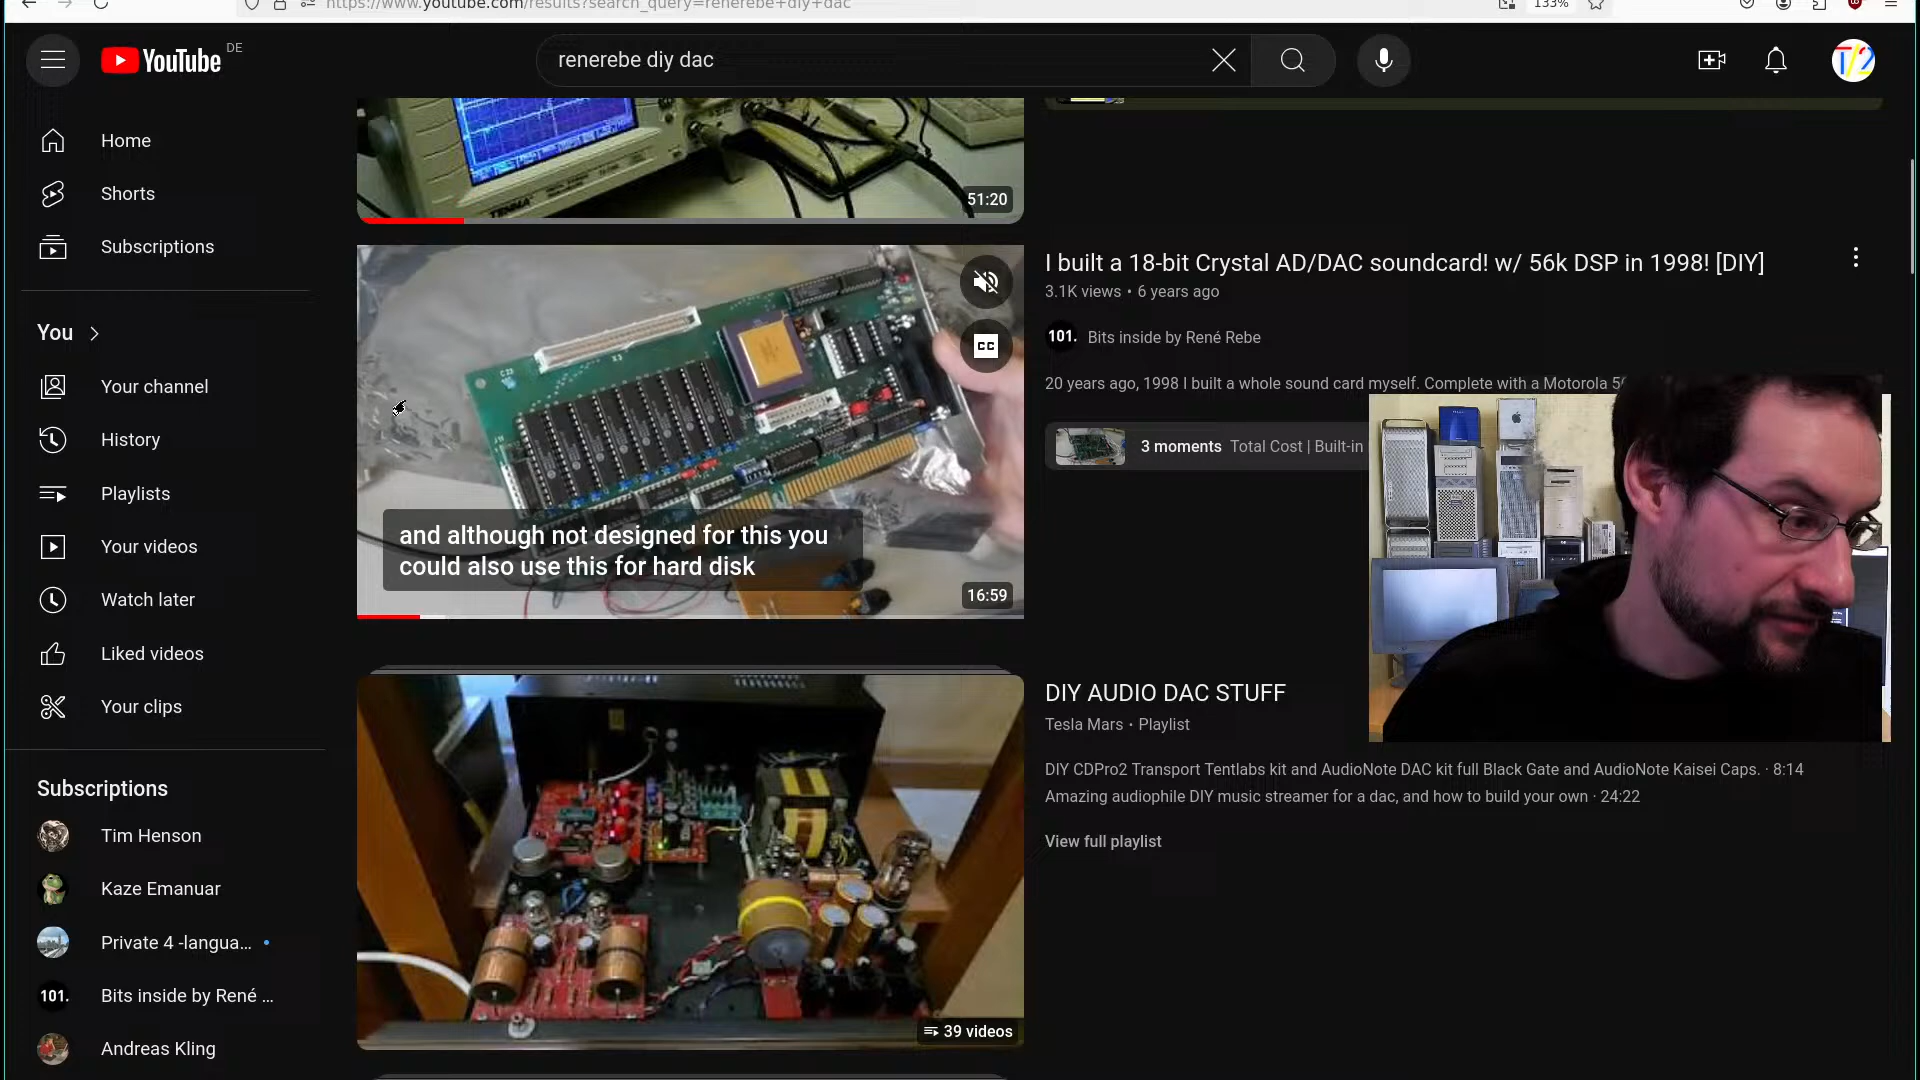 https://www.youtube.com/results?search_query=renerebe+diy+dac
133%
YouTube DE
renerebe diy dac
Home
Shorts
Subscriptions
You
Your channel
History
Playlists
Your videos
Watch later
Liked videos
Your clips
Subscriptions
Tim Henson
Kaze Emanuar
Private 4 -langua...
101. Bits inside by René ...
Andreas Kling
TENMA
51:20
CC
and although not designed for this you
could also use this for hard disk
16:59
I built a 18-bit Crystal AD/DAC soundcard! w/ 56k DSP in 1998! [DIY]
3.1K views • 6 years ago
101. Bits inside by René Rebe
20 years ago, 1998 I built a whole sound card myself. Complete with a Motorola
3 moments Total Cost | Built-in
39 videos
DIY AUDIO DAC STUFF
Tesla Mars • Playlist
DIY CDPro2 Transport Tentlabs kit and AudioNote DAC kit full Black Gate and AudioNote Kaisei Caps. · 8:14
Amazing audiophile DIY music streamer for a dac, and how to build your own · 24:22
View full playlist
T/2